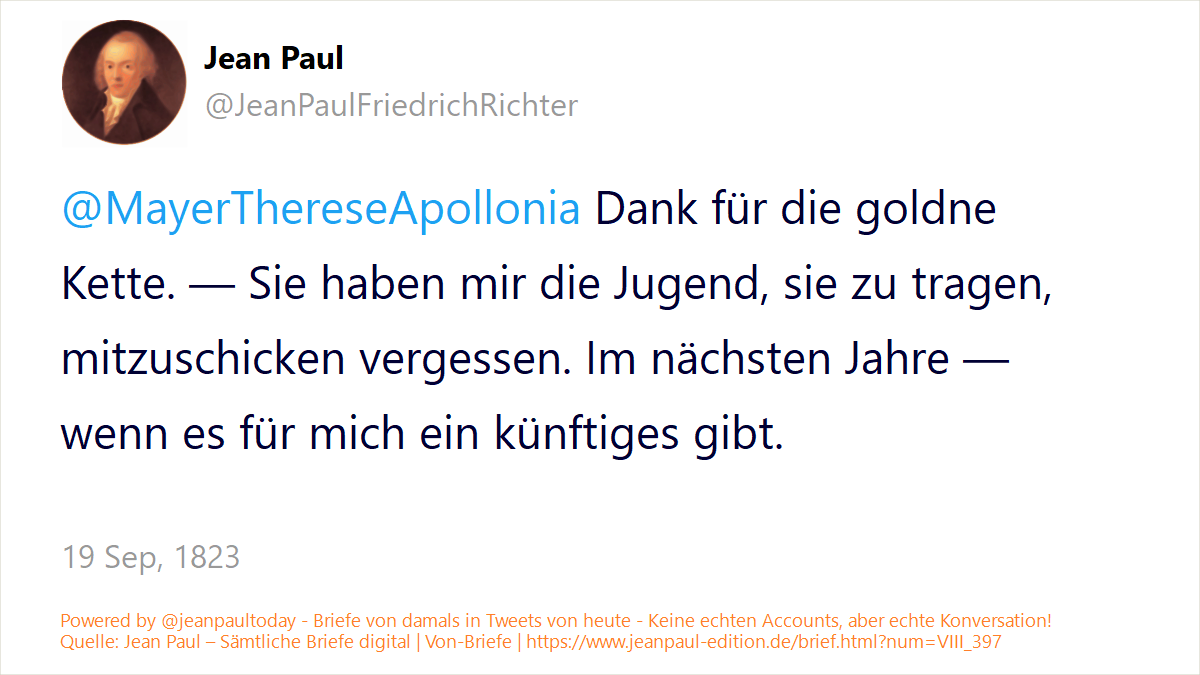 Jean Paul
@JeanPaulFriedrichRichter
@MayerThereseApollonia Dank für die goldne
Kette. — Sie haben mir die Jugend, sie zu tragen,
mitzuschicken vergessen. Im nächsten Jahre —
wenn es für mich ein künftiges gibt.
19 Sep, 1823
Powered by @jeanpaultoday - Briefe von damals in Tweets von heute - Keine echten Accounts, aber echte Konversation!
Quelle: Jean Paul – Sämtliche Briefe digital | Von-Briefe | https://www.jeanpaul-edition.de/brief.html?num=VIII_397